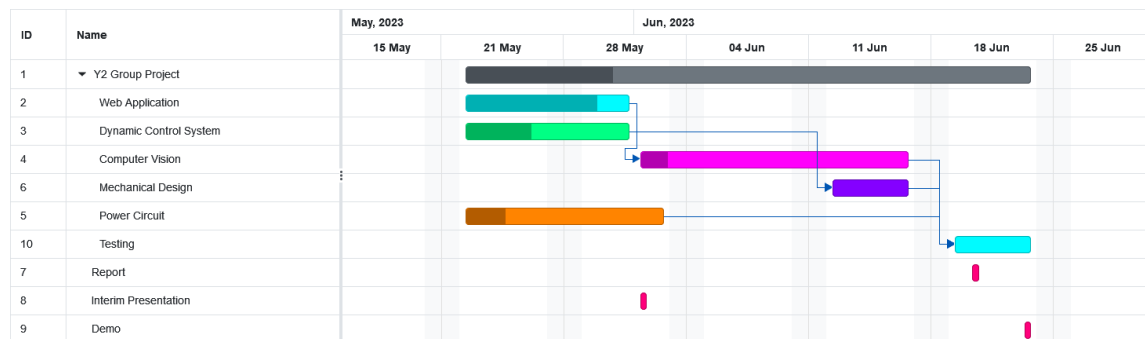 ID Name May, 2023 Jun, 2023
15 May 21 May 28 May 04 Jun 11 Jun 18 Jun 25 Jun
1 Y2 Group Project
2 Web Application
3 Dynamic Control System
4 Computer Vision
6 Mechanical Design
5 Power Circuit
10 Testing
7 Report
8 Interim Presentation
9 Demo